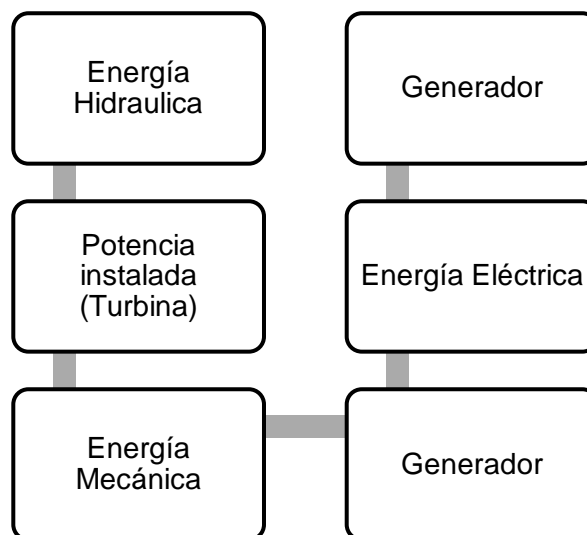 Energía
Hidraulica
Potencia
instalada
(Turbina)
Energía
Mecánica
Generador
Energía Eléctrica
Generador